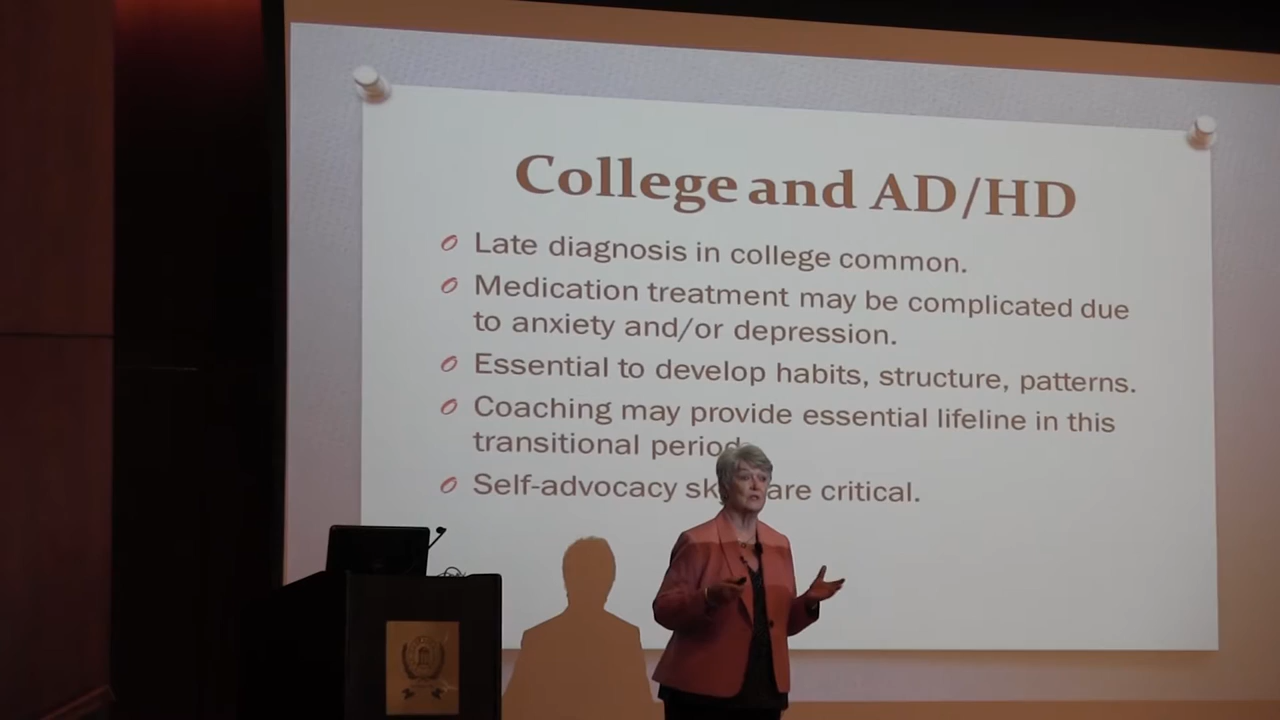 College and AD/HD
Late diagnosis in college common.
Medication treatment may be complicated due
to anxiety and/or depression.
Essential to develop habits, structure, patterns.
Coaching may provide essential lifeline in this
transitional period
Self-advocacy are critical.